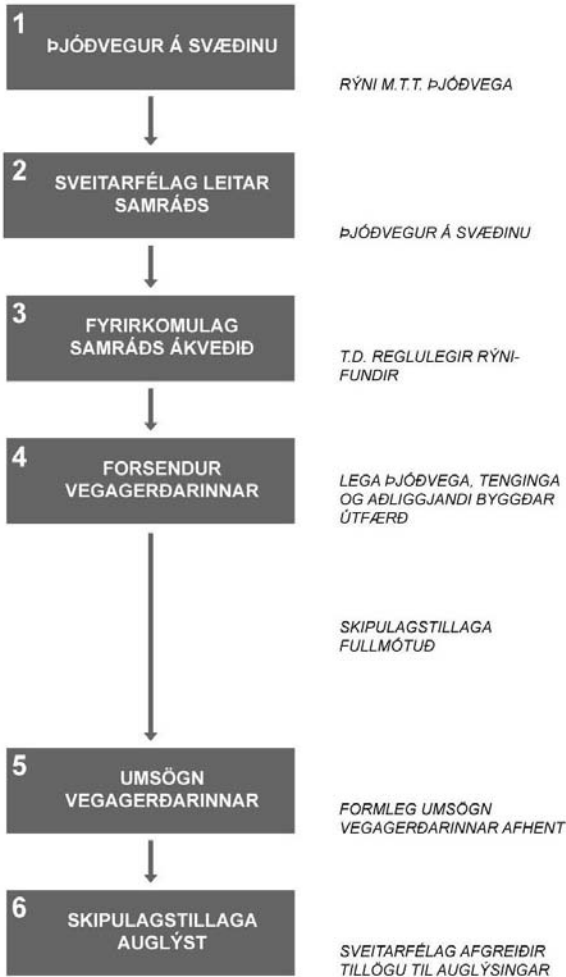 1
ÞJÓÐVEGUR Á SVÆÐINU
RÝNI M.T.T. ÞJÓÐVEGA
2
SVEITARFÉLAG LEITAR
SAMRÁÐS
ÞJÓÐVEGUR Á SVÆÐINU
3
FYRIRKOMULAG
SAMRÁÐS ÁKVEÐIÐ
T.D. REGLULEGIR RÝNI-
FUNDIR
4
FORSENDUR
VEGAGERÐARINNAR
LEGA ÞJÓÐVEGA, TENGINGA
OG AÐLIGGJANDI BYGGÐAR
ÚTFÆRÐ
SKIPULAGSTILLAGA
FULLMÓTUÐ
5
UMSÖGN
VEGAGERÐARINNAR
FORMLEG UMSÖGN
VEGAGERÐARINNAR AFHENT
6
SKIPULAGSTILLAGA
AUGLÝST
SVEITARFÉLAG AFGREIÐIR
TILLÖGU TIL AUGLÝSINGAR